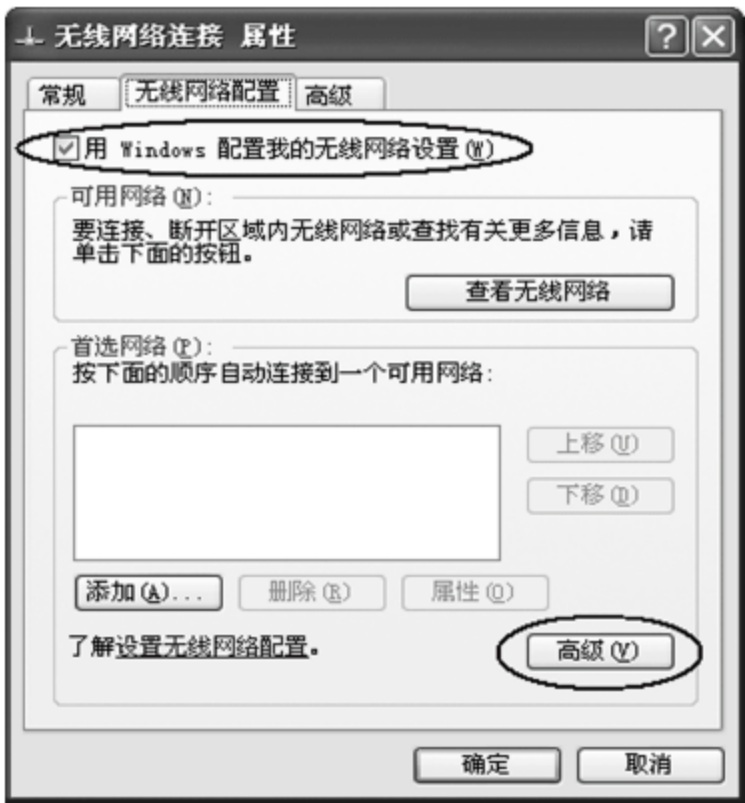 无线网络连接 属性
常规 无线网络配置 高级
用 Windows 配置我的无线网络设置(W)
可用网络(N):
要连接、断开区域内无线网络或查找有关更多信息，请
单击下面的按钮。
查看无线网络
首选网络(P):
按下面的顺序自动连接到一个可用网络:
上移(U)
下移(D)
添加(A)... 删除(R) 属性(O)
了解设置无线网络配置。 高级(V)
确定 取消